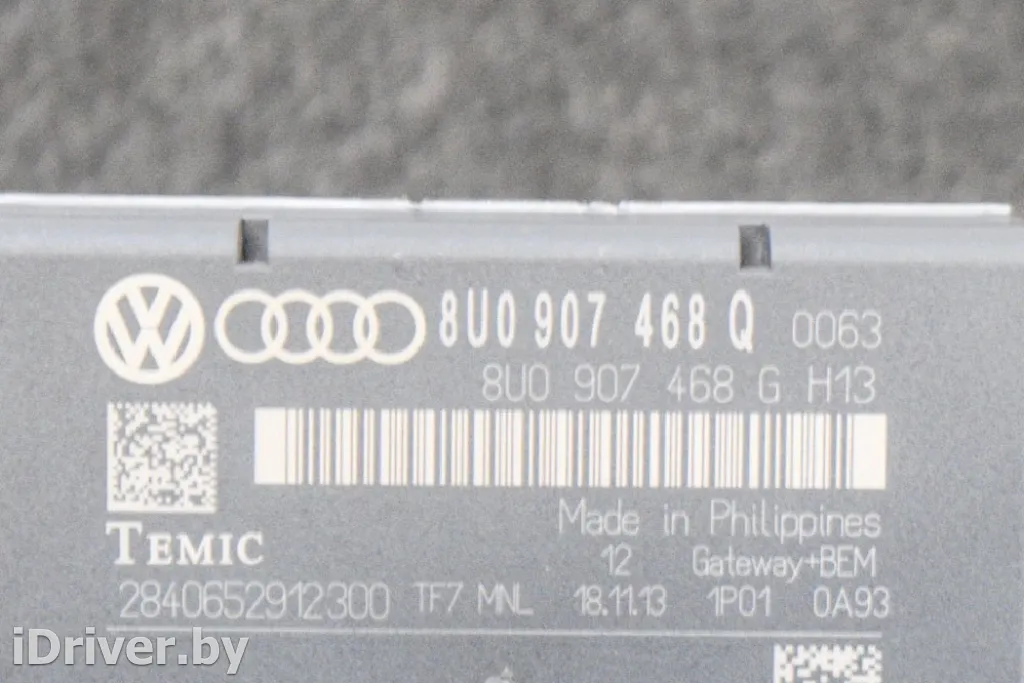 8U0 907 468 Q 0063
8U0 907 468 G H13
Made in Philippines
TEMIC
12 Gateway+BEM
2840652912300 TF7 MNL 18.11.13 1P01 0A93
iDriver.by